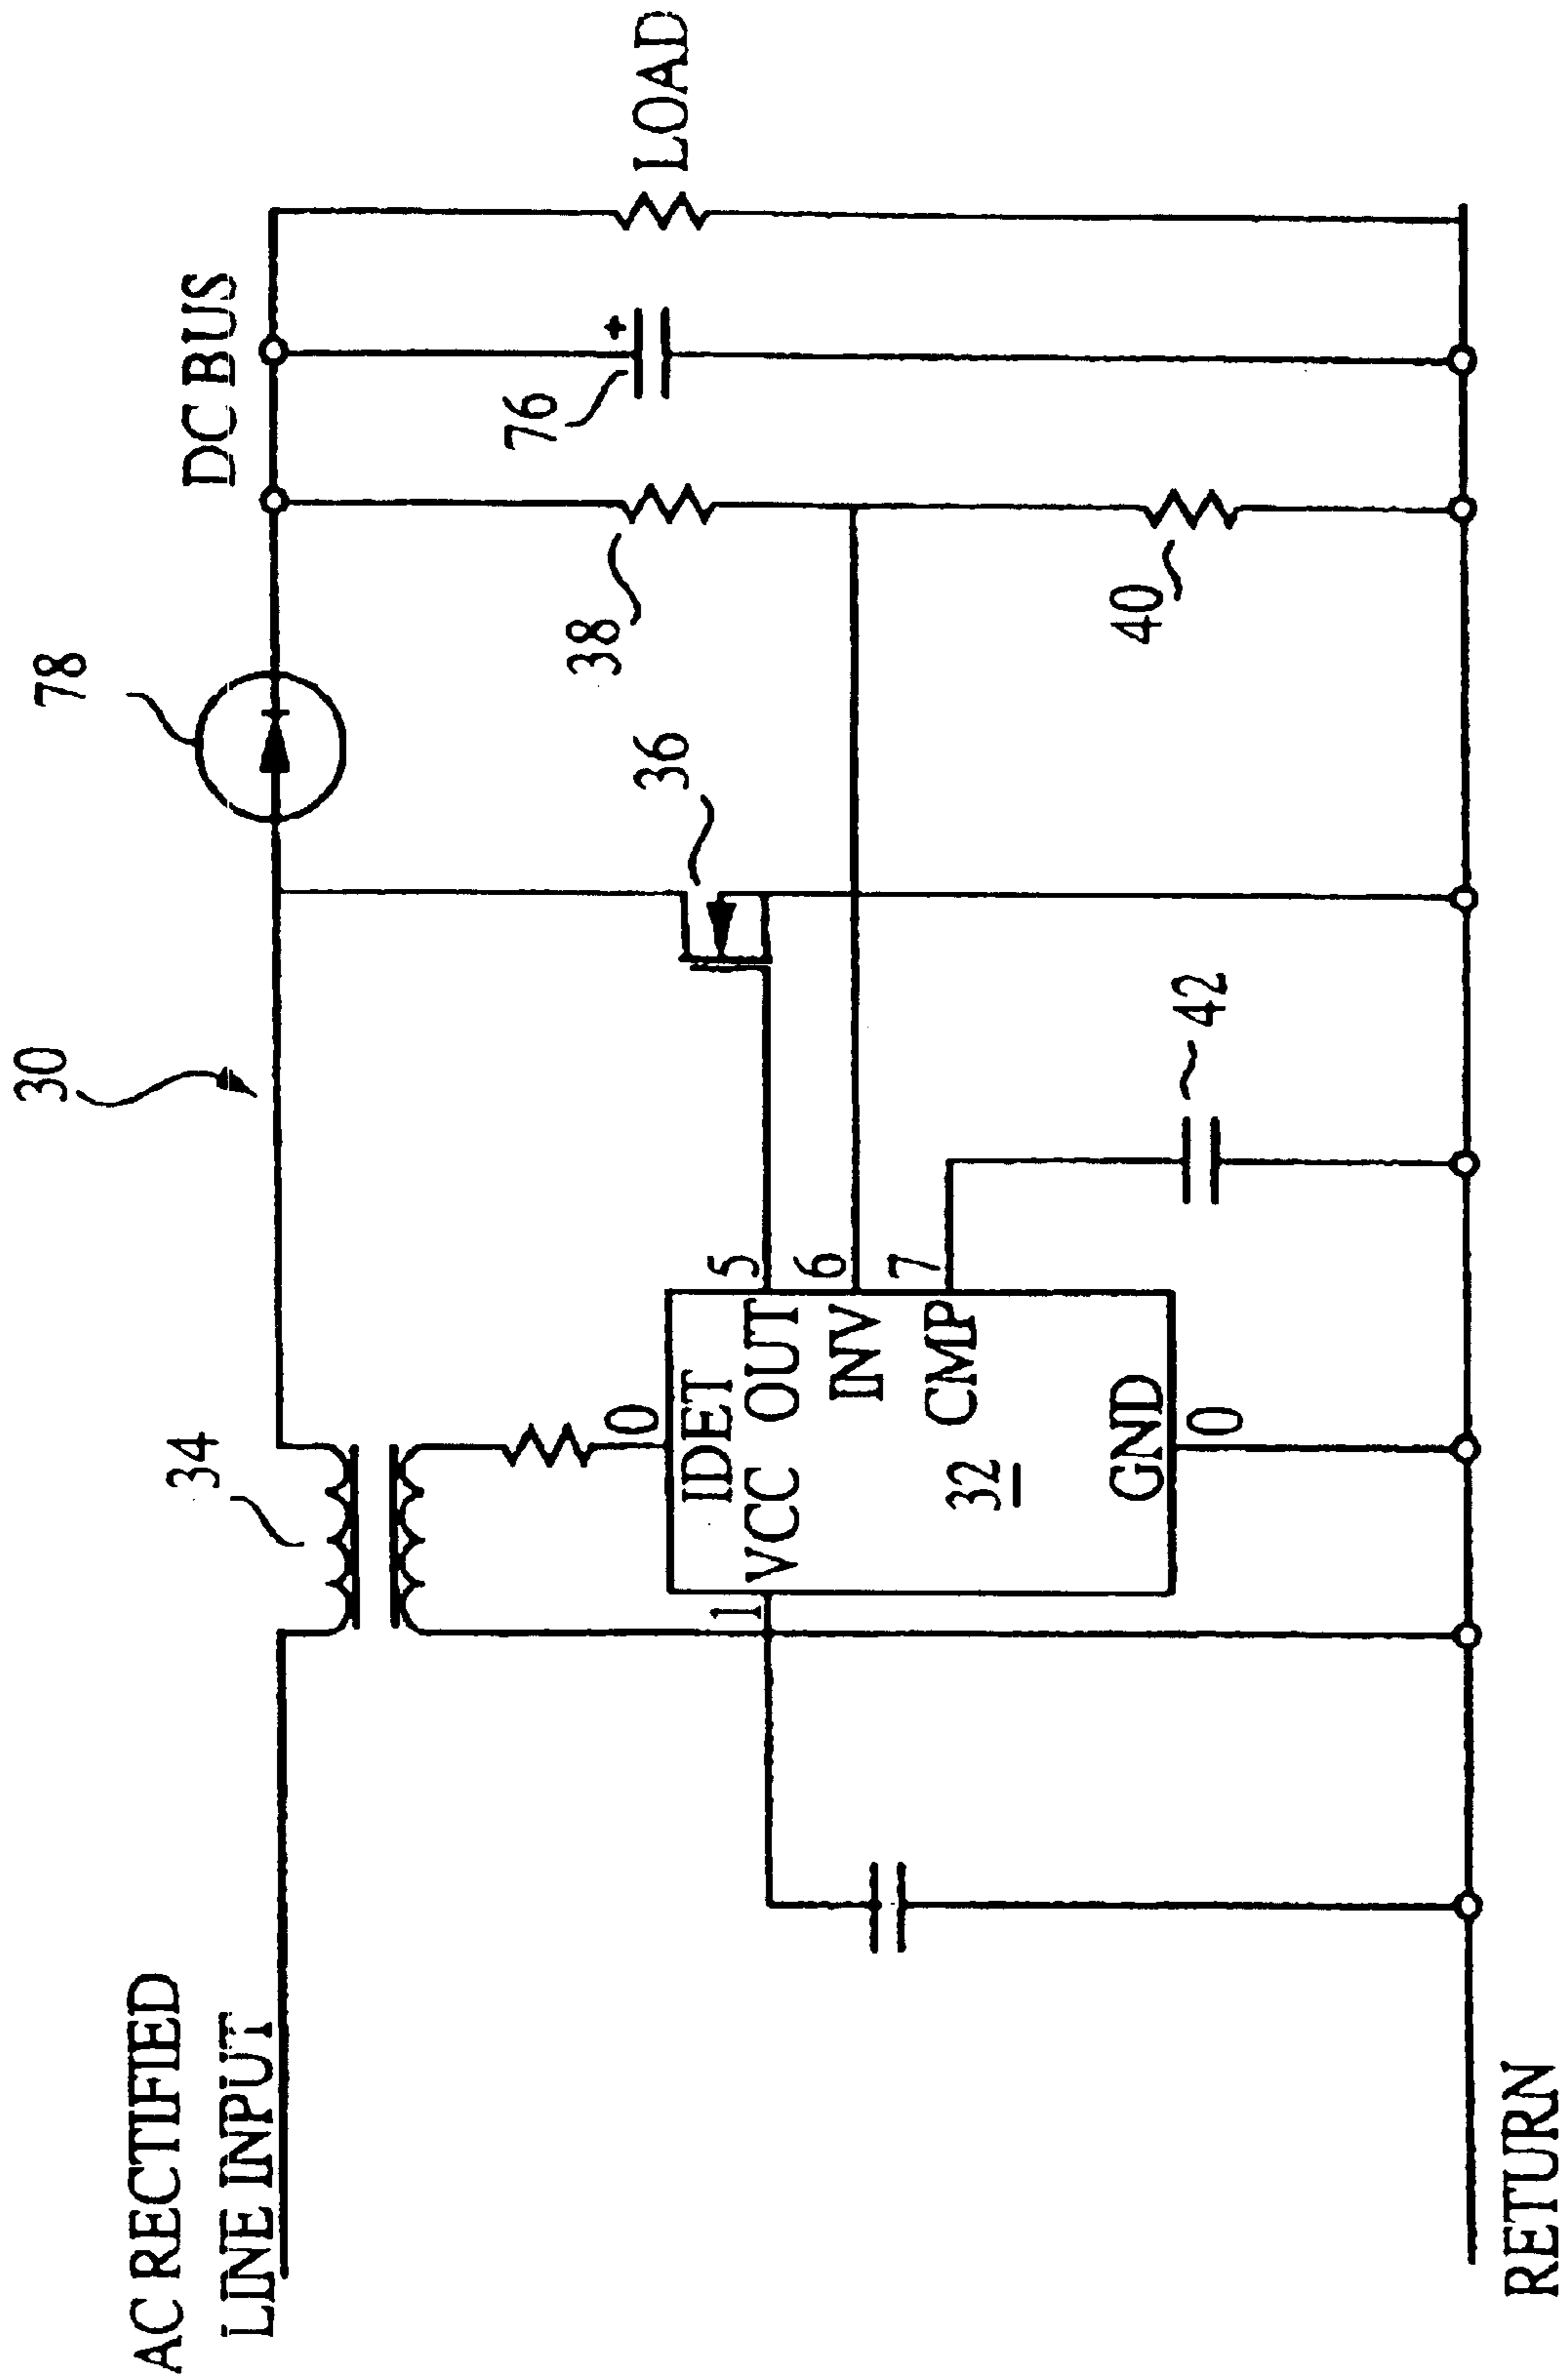 30
78
DC BUS
34
AC RECTIFIED
LINE INPUT
76
LOAD
38
36
0
IDET
1
VCC
OUT
5
INV
6
CMP
7
32
GND
0
40
42
RETURN